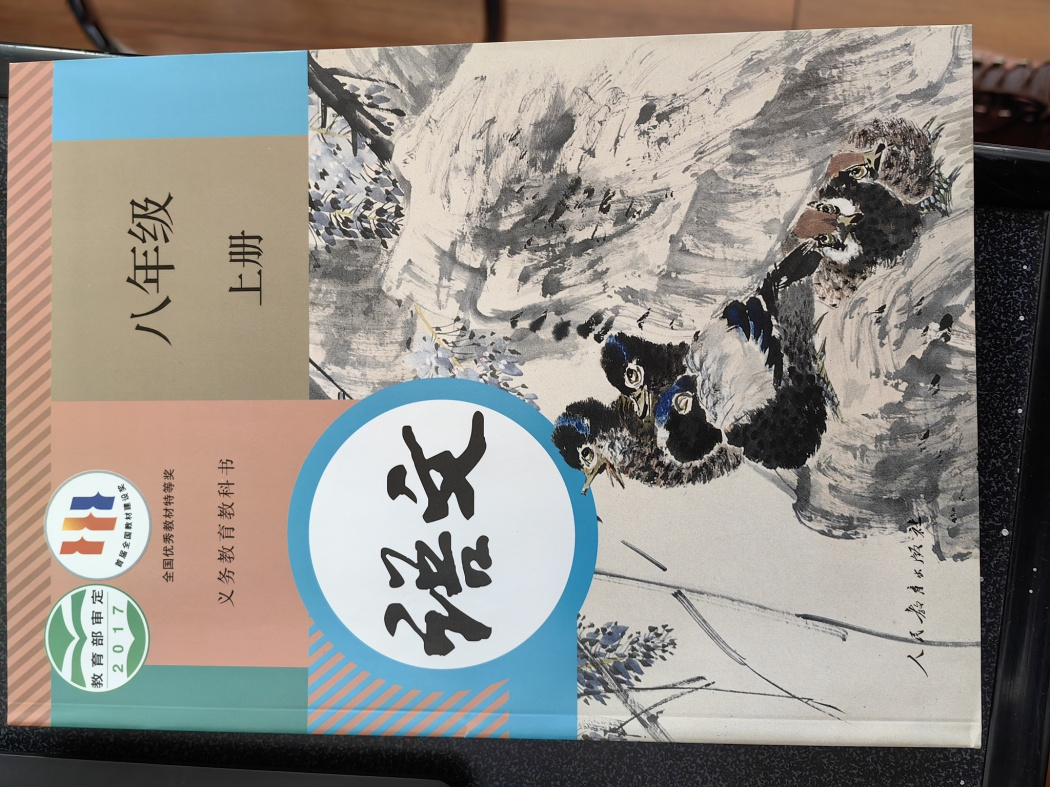 教育部审定
2017
首届全国教材建设奖
全国优秀教材特等奖
义务教育教科书
八年级
上册
语文
人民教育出版社